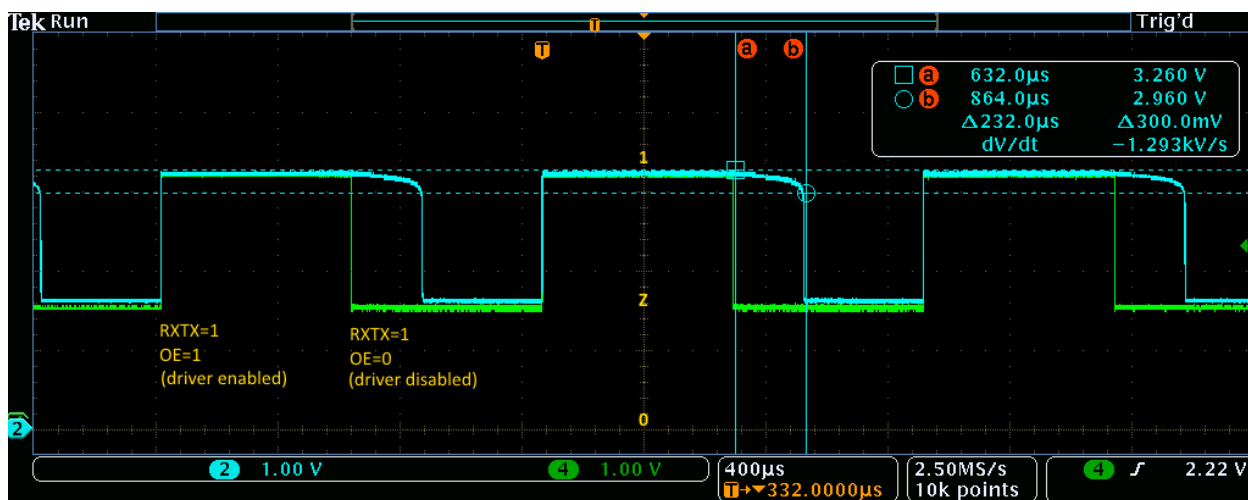 Tek Run Trig'd
T
T a b
a 632.0µs 3.260 V
b 864.0µs 2.960 V
Δ232.0µs Δ300.0mV
dV/dt −1.293kV/s
1
Z
RXTX=1 RXTX=1
OE=1 OE=0
(driver enabled) (driver disabled)
0
2
2 1.00 V 4 1.00 V 400µs 2.50MS/s 4 2.22 V
T→▼332.0000µs 10k points